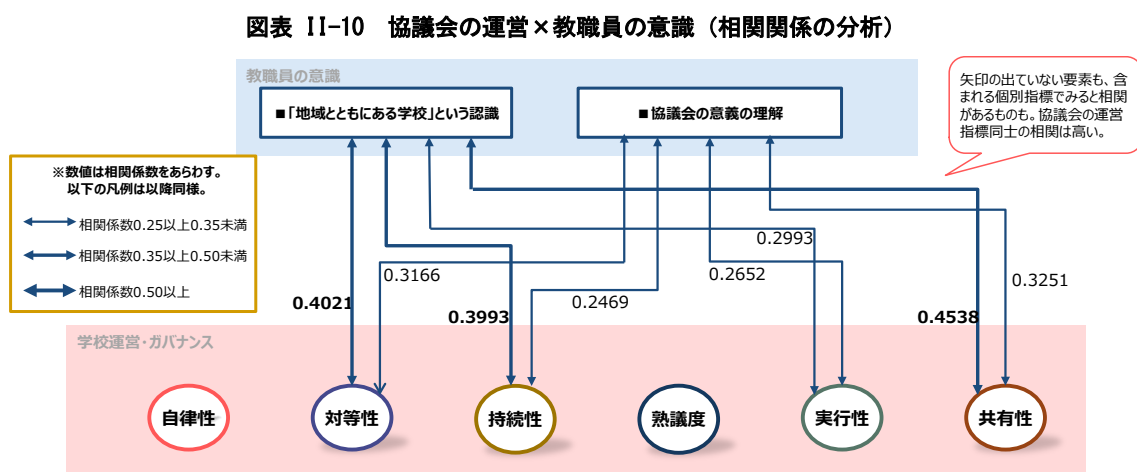 図表 II-10　協議会の運営×教職員の意識（相関関係の分析）
教職員の意識
■「地域とともにある学校」という認識
■協議会の意義の理解
矢印の出ていない要素も、含
まれる個別指標でみると相関
があるものも。協議会の運営
指標同士の相関は高い。
※数値は相関係数をあらわす。
以下の凡例は以降同様。
相関係数0.25以上0.35未満
相関係数0.35以上0.50未満
相関係数0.50以上
0.2993
0.3166
0.2652
0.3251
0.2469
0.4021
0.3993
0.4538
学校運営・ガバナンス
自律性
対等性
持続性
熟議度
実行性
共有性